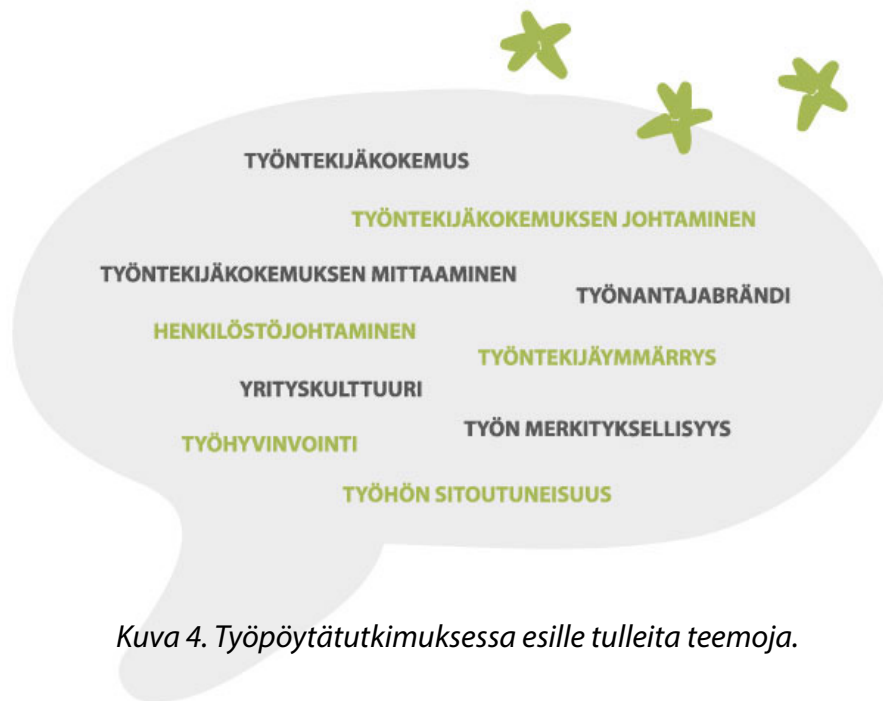 TYÖNTEKIJÄKOKEMUS
TYÖNTEKIJÄKOKEMUKSEN JOHTAMINEN
TYÖNTEKIJÄKOKEMUKSEN MITTAAMINEN
TYÖNANTAJABRÄNDI
HENKILÖSTÖJOHTAMINEN
TYÖNTEKIJÄYMMÄRRYS
YRITYSKULTTUURI
TYÖN MERKITYKSELLISYYS
TYÖHYVINVOINTI
TYÖHÖN SITOUTUNEISUUS
Kuva 4. Työpöytätutkimuksessa esille tulleita teemoja.